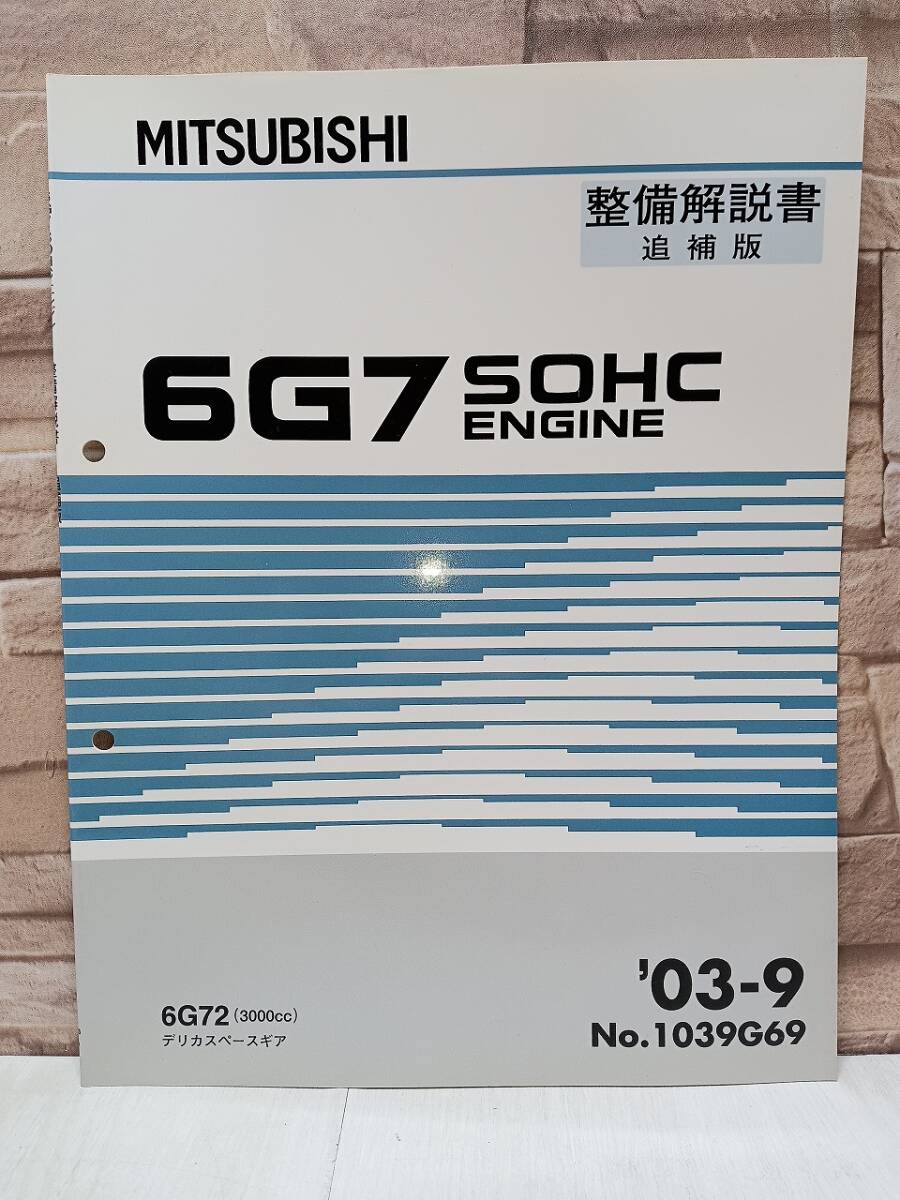 MITSUBISHI
整備解説書
追補版
6G7 SOHC
ENGINE
'03-9
No.1039G69
6G72 (3000cc)
デリカスペースギア